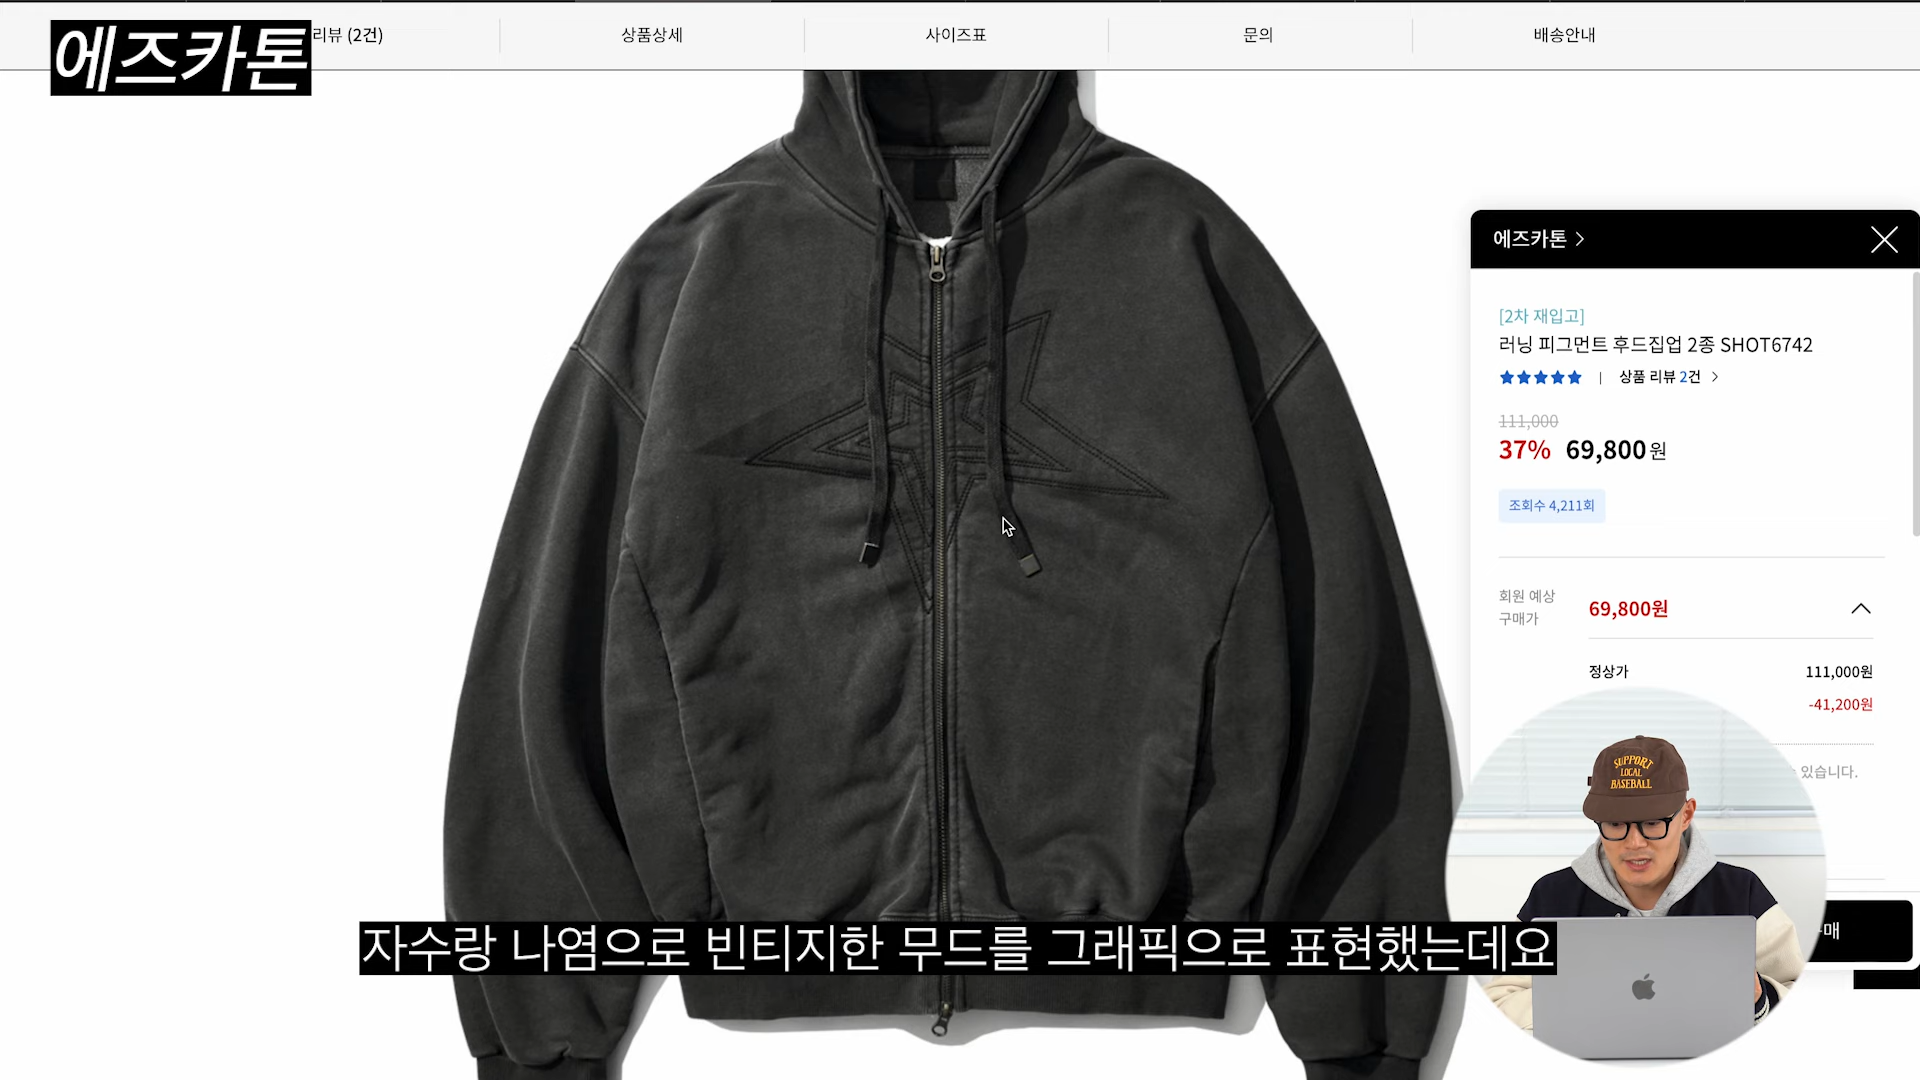 에즈카톤
리뷰 (2건)
상품상세
사이즈표
문의
배송안내
에즈카톤 >
[2차 재입고]
러닝 피그먼트 후드집업 2종 SHOT6742
상품 리뷰 2건 >
111,000
37% 69,800원
조회수 4,211회
회원 예상
구매가
69,800원
정상가 111,000원
-41,200원
있습니다.
SUPPORT
LOCAL
BASEBALL
매
자수랑 나염으로 빈티지한 무드를 그래픽으로 표현했는데요